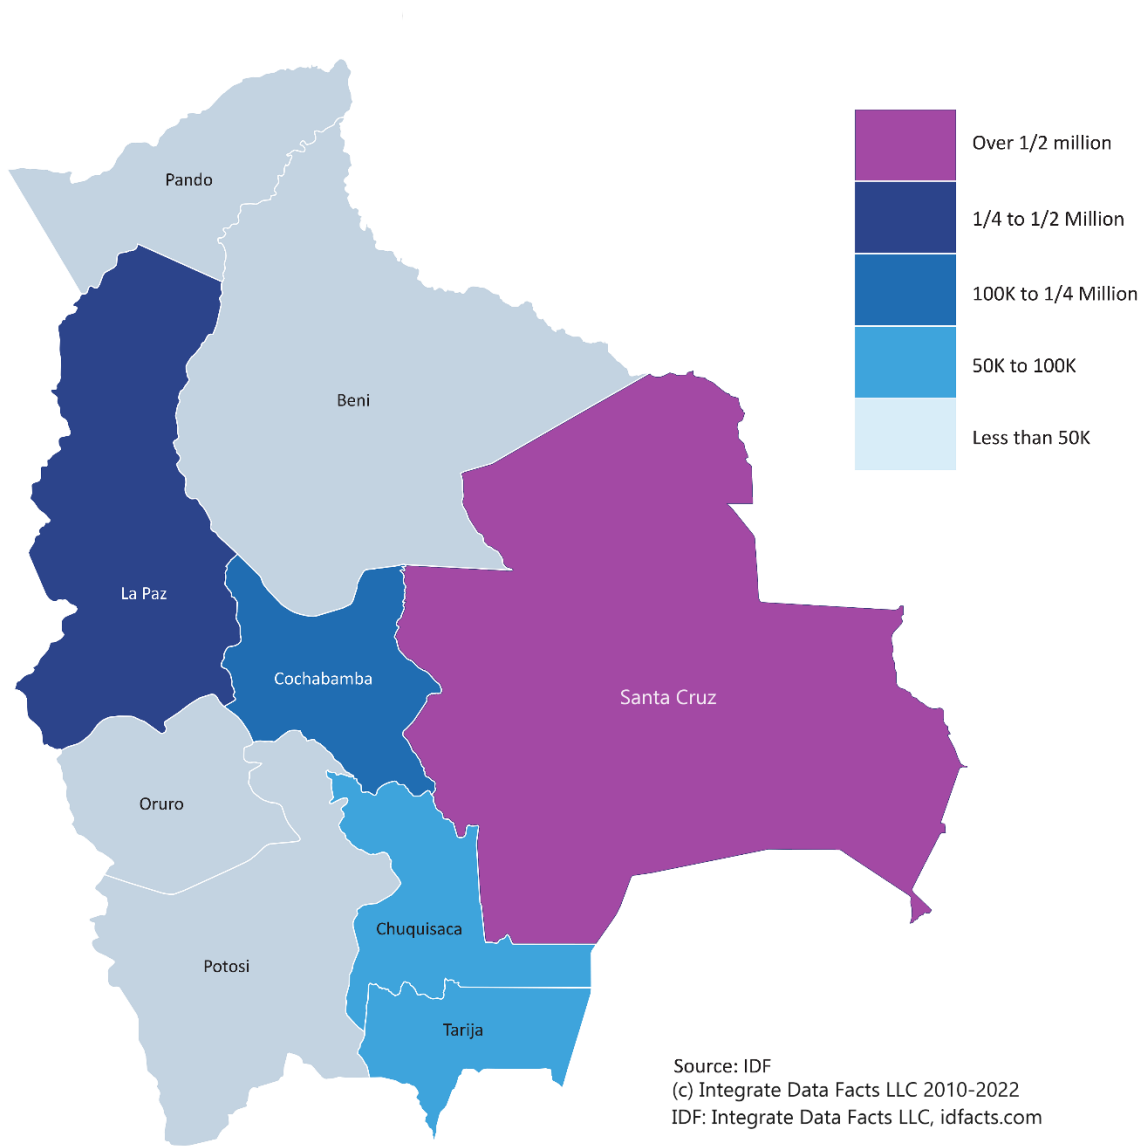 Pando
Over 1/2 million
1/4 to 1/2 Million
100K to 1/4 Million
50K to 100K
Beni
Less than 50K
La Paz
Cochabamba
Santa Cruz
Oruro
Chuquisaca
Potosi
Tarija
Source: IDF
(c) Integrate Data Facts LLC 2010-2022
IDF: Integrate Data Facts LLC, idfacts.com